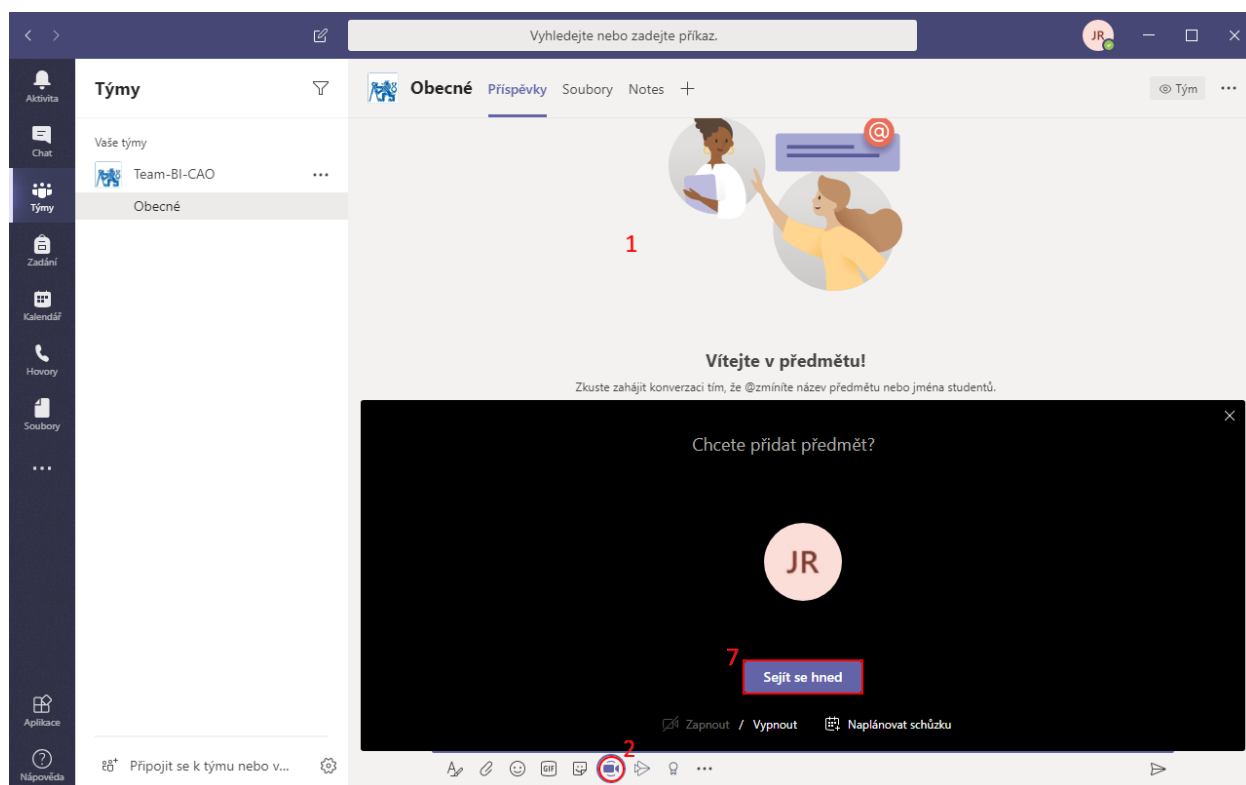 Vyhledejte nebo zadejte příkaz.
JR
Aktivita
Chat
Týmy
Zadání
Kalendář
Hovory
Soubory
Aplikace
Nápověda
Týmy
Vaše týmy
Team-BI-CAO
Obecné
Připojit se k týmu nebo v...
Obecné Příspěvky Soubory Notes
Tým
@
1
Vítejte v předmětu!
Zkuste zahájit konverzaci tím, že @zmíníte název předmětu nebo jména studentů.
Chcete přidat předmět?
JR
7
Sejít se hned
Zapnout / Vypnout Naplánovat schůzku
2
GIF